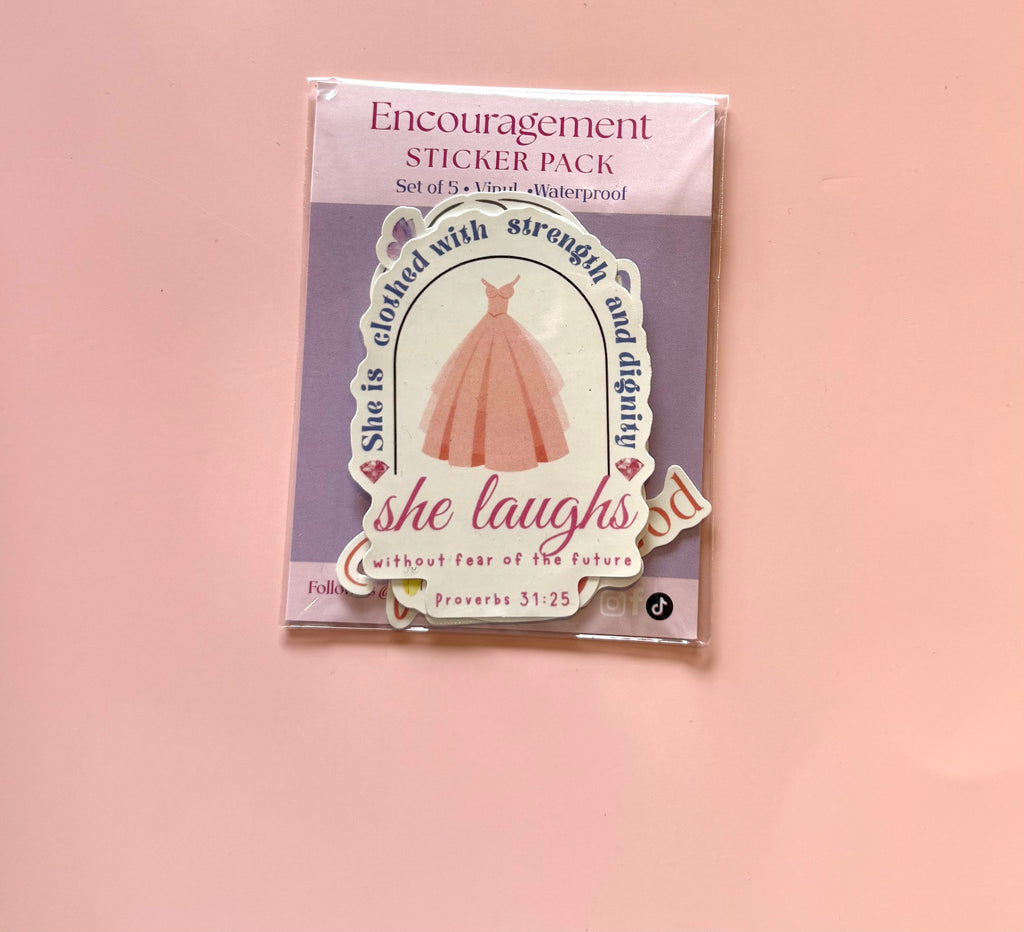 Encouragement
STICKER PACK
Set of 5 • Vinyl •Waterproof
She is clothed with strength and dignity
she laughs
without fear of the future
Proverbs 31:25